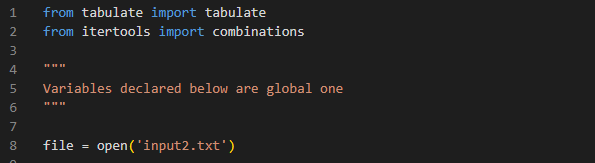 1 from tabulate import tabulate
2 from itertools import combinations
3
4 """
5 Variables declared below are global one
6 """
7
8 file = open('input2.txt')